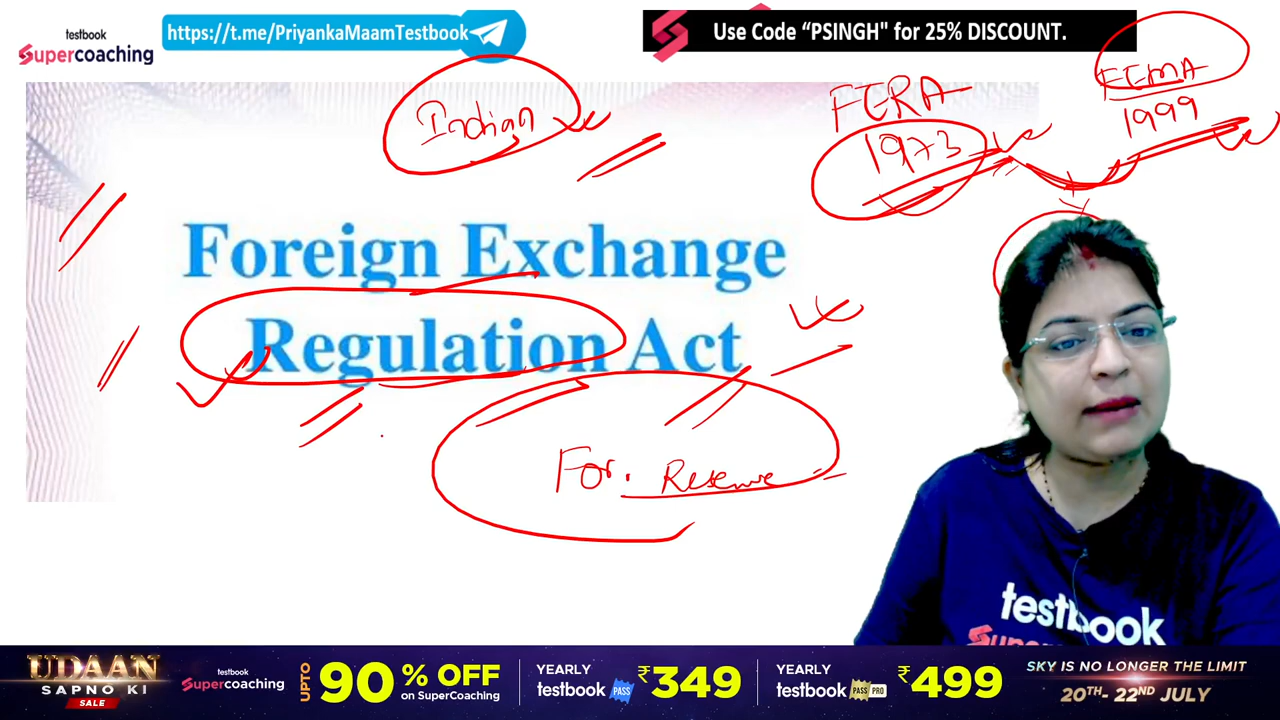 testbook
Supercoaching
https://t.me/PriyankaMaamTestbook
Use Code “PSINGH" for 25% DISCOUNT.
FEMA
1999
FERA
1973
Indian
Foreign Exchange
Regulation Act
For. Reserve
testbook
UDAAN
SAPNO KI
SALE
testbook
Supercoaching
UPTO
90% OFF
on SuperCoaching
YEARLY
testbook PASS
₹349
YEARLY
testbook PASS PRO
₹499
SKY IS NO LONGER THE LIMIT
20TH- 22ND JULY